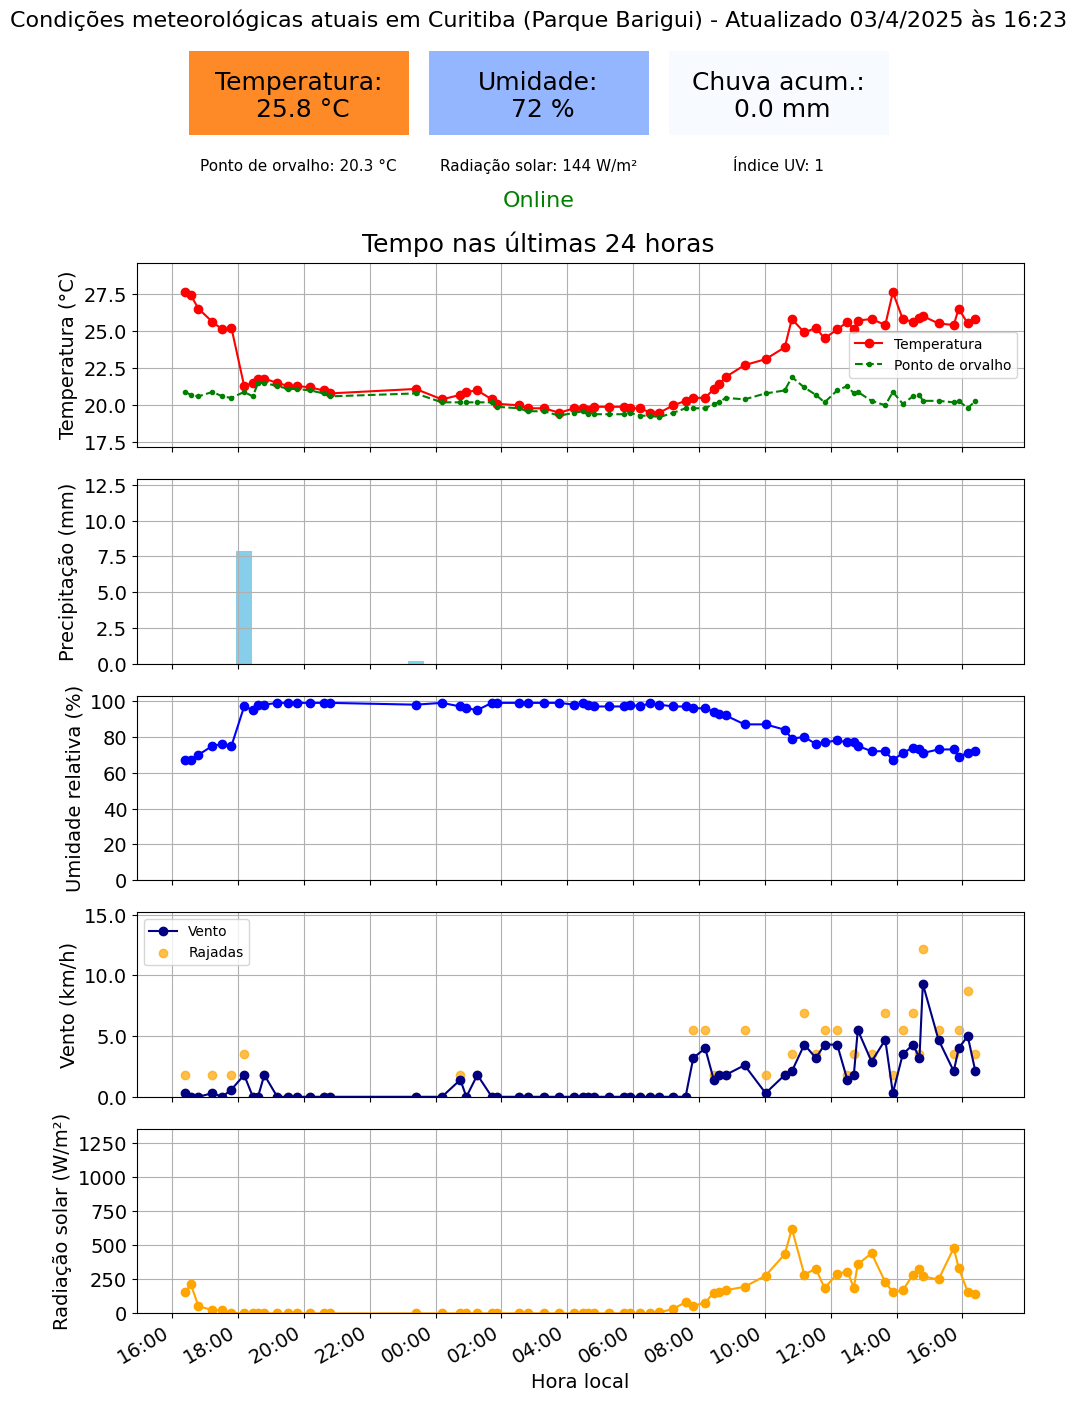 Condições meteorológicas atuais em Curitiba (Parque Barigui) - Atualizado 03/4/2025 às 16:23
Temperatura:
25.8 °C
Umidade:
72 %
Chuva acum.:
0.0 mm
Ponto de orvalho: 20.3 °C
Radiação solar: 144 W/m²
Índice UV: 1
Online
Tempo nas últimas 24 horas
Temperatura (°C)
27.5
25.0
22.5
20.0
17.5
Temperatura
Ponto de orvalho
Precipitação (mm)
12.5
10.0
7.5
5.0
2.5
0.0
Umidade relativa (%)
100
80
60
40
20
0
Vento (km/h)
15.0
10.0
5.0
0.0
Vento
Rajadas
Radiação solar (W/m²)
1250
1000
750
500
250
0
16:00
18:00
20:00
22:00
00:00
02:00
04:00
06:00
08:00
10:00
12:00
14:00
16:00
Hora local